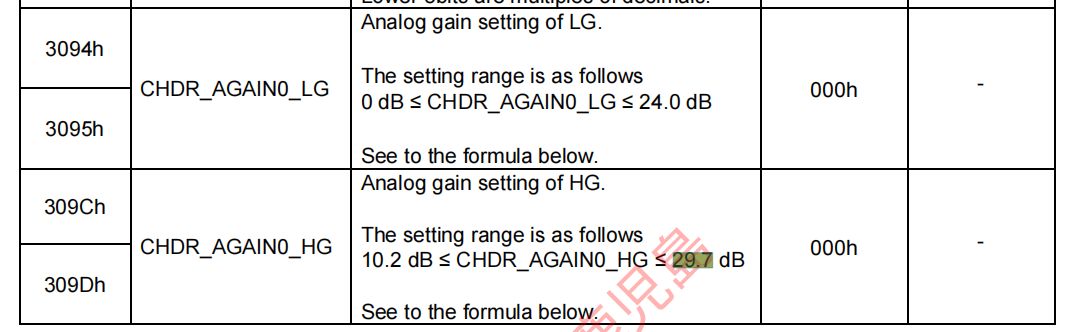 Lower 8bits are multiples of decimals.
3094h
3095h
CHDR_AGAIN0_LG
Analog gain setting of LG.
The setting range is as follows
0 dB ≤ CHDR_AGAIN0_LG ≤ 24.0 dB
See to the formula below.
000h
-
309Ch
309Dh
CHDR_AGAIN0_HG
Analog gain setting of HG.
The setting range is as follows
10.2 dB ≤ CHDR_AGAIN0_HG ≤ 29.7 dB
See to the formula below.
000h
-
児島